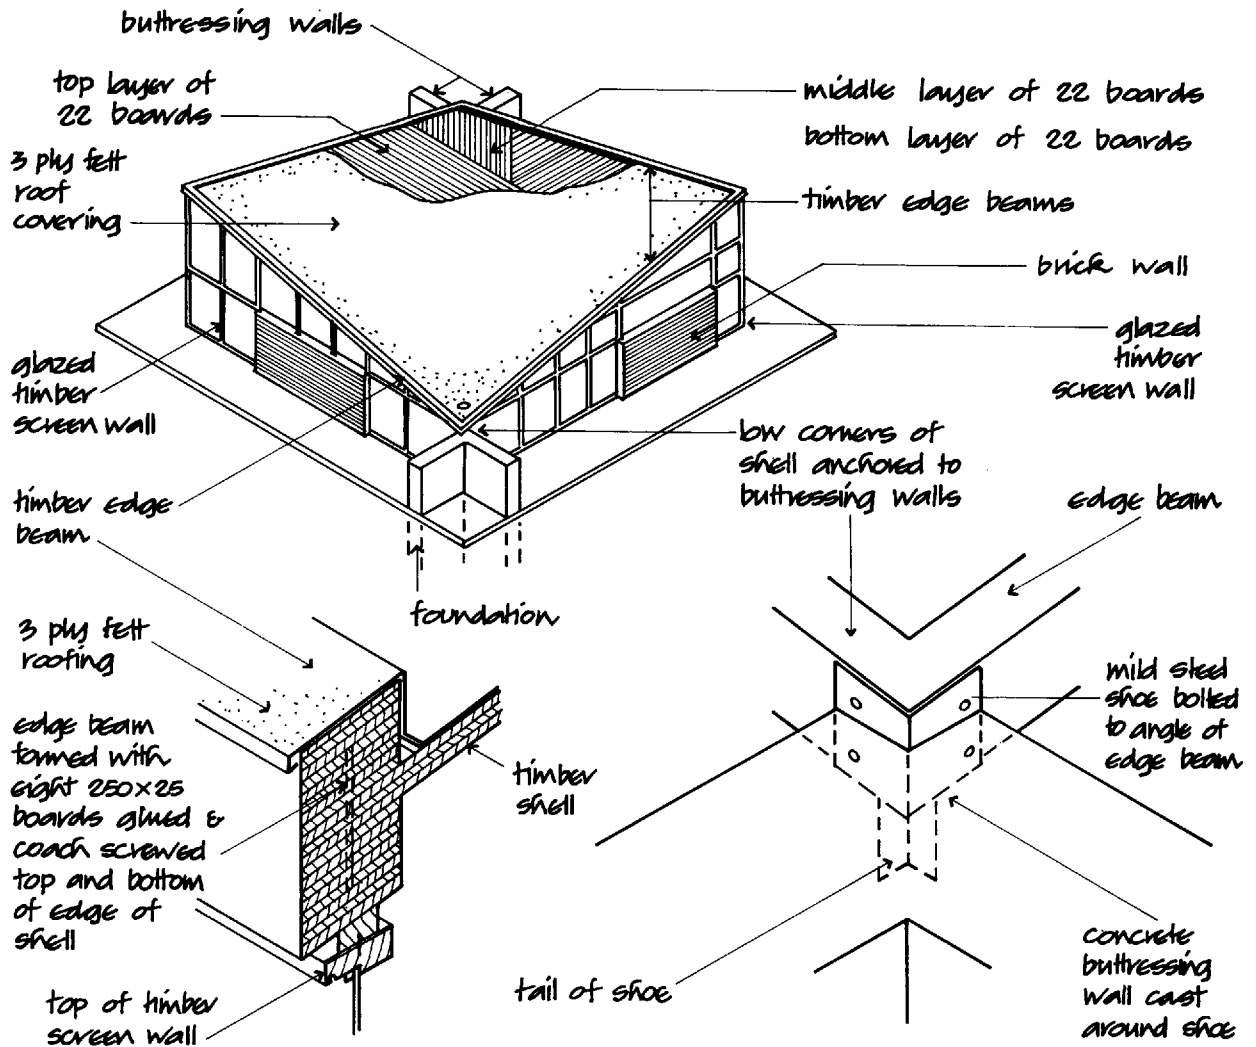 buttressing walls
top layer of
22 boards
middle layer of 22 boards
bottom layer of 22 boards
3 ply felt
roof
covering
timber edge beams
brick wall
glazed
timber
screen wall
glazed
timber
screen wall
low corners of
shell anchored to
buttressing walls
timber edge
beam
edge beam
foundation
3 ply felt
roofing
mild steel
shoe bolted
to angle of
edge beam
edge beam
formed with
eight 250×25
boards glued &
coach screwed
top and bottom
of edge of
shell
timber
shell
tail of shoe
concrete
buttressing
wall cast
around shoe
top of timber
screen wall